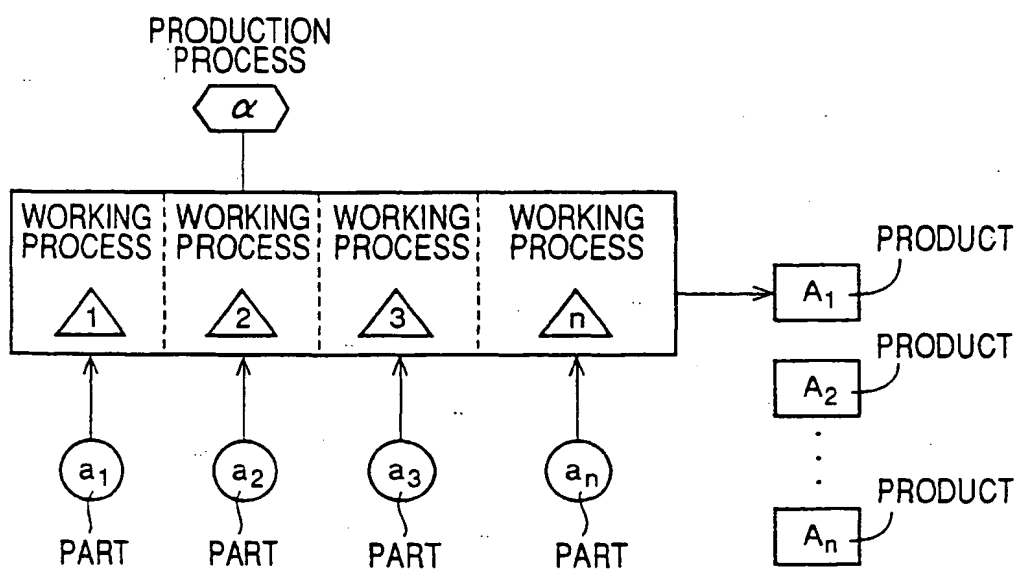 PRODUCTION
PROCESS
α
WORKING PROCESS
WORKING PROCESS
WORKING PROCESS
WORKING PROCESS
1
2
3
n
PRODUCT
A1
PRODUCT
A2
PRODUCT
An
a1
a2
a3
an
PART
PART
PART
PART